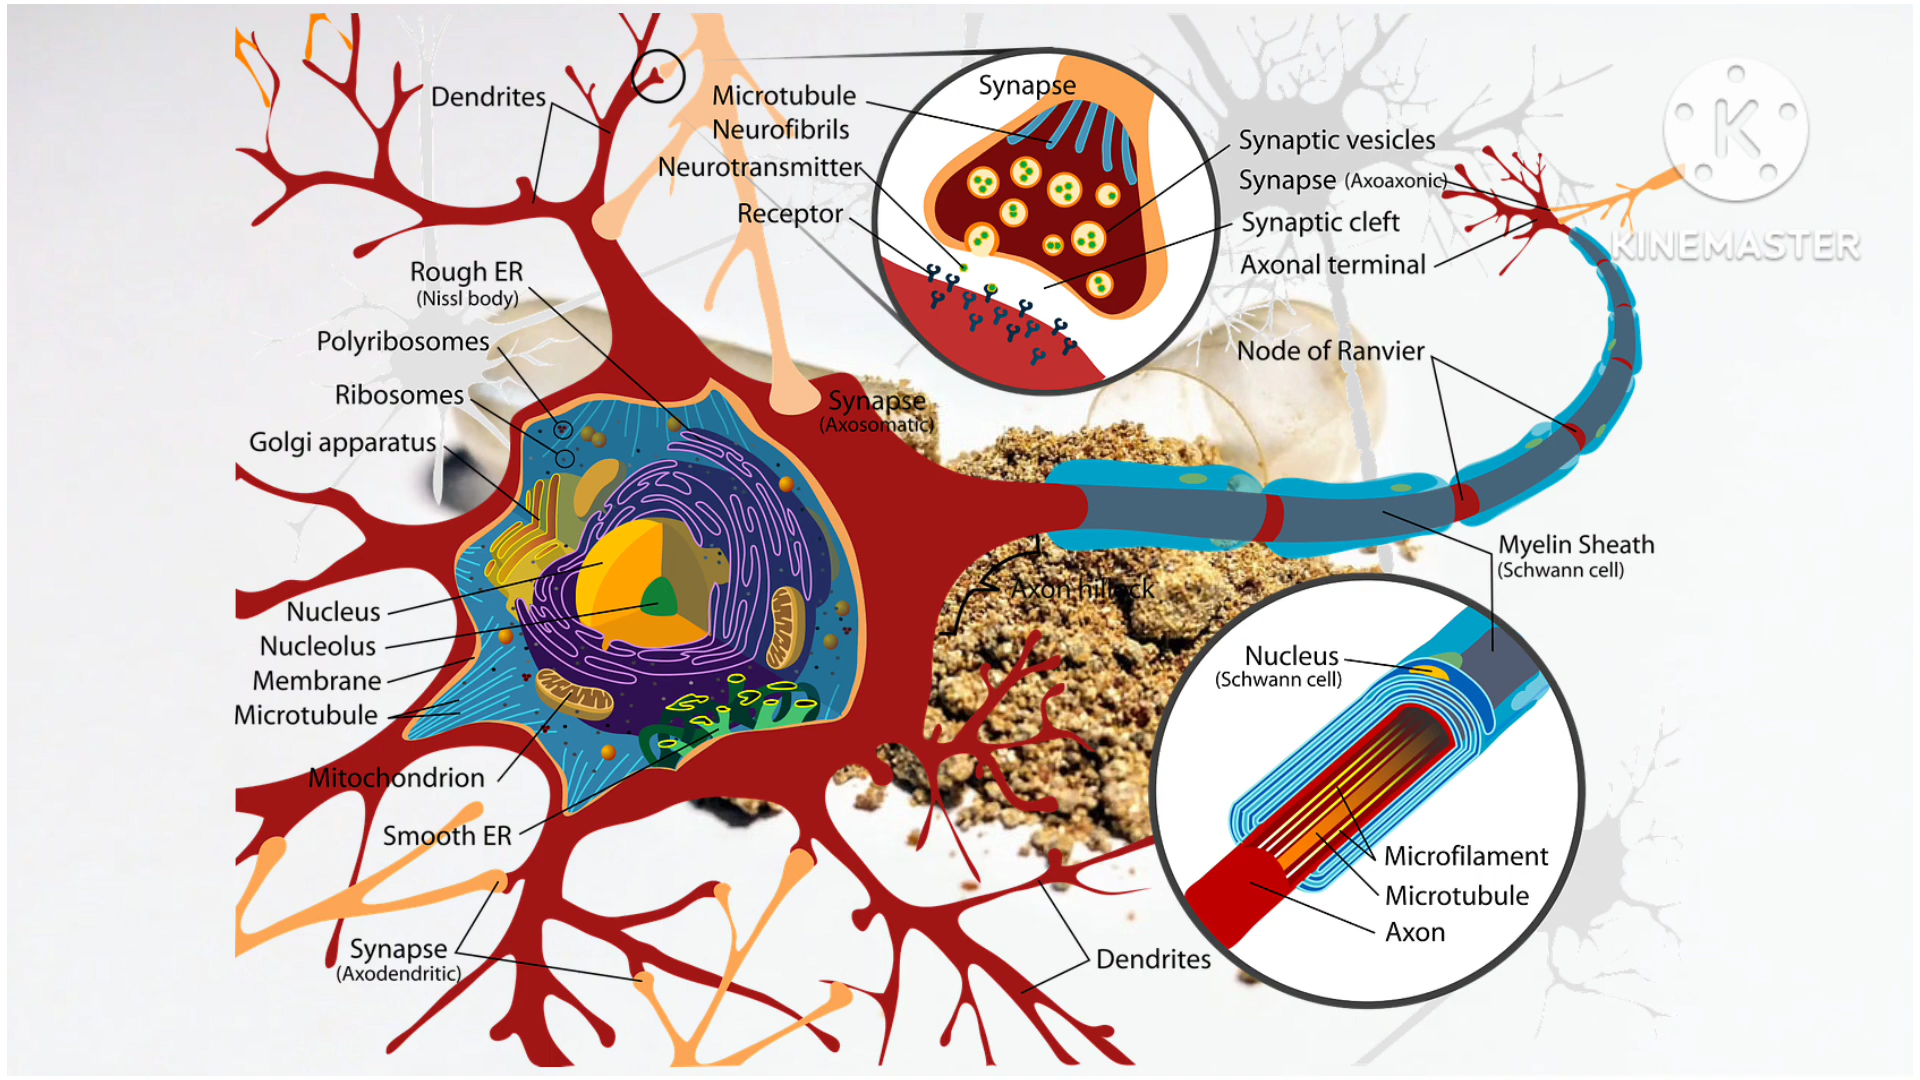 Dendrites
Microtubule
Neurofibrils
Neurotransmitter
Receptor
Synapse
Synaptic vesicles
Synapse (Axoaxonic)
Synaptic cleft
Axonal terminal
K
KINEMASTER
Rough ER
(Nissl body)
Polyribosomes
Ribosomes
Golgi apparatus
Synapse
(Axosomatic)
Node of Ranvier
Axon hillock
Myelin Sheath
(Schwann cell)
Nucleus
Nucleolus
Membrane
Microtubule
Mitochondrion
Smooth ER
Synapse
(Axodendritic)
Dendrites
Nucleus
(Schwann cell)
Microfilament
Microtubule
Axon